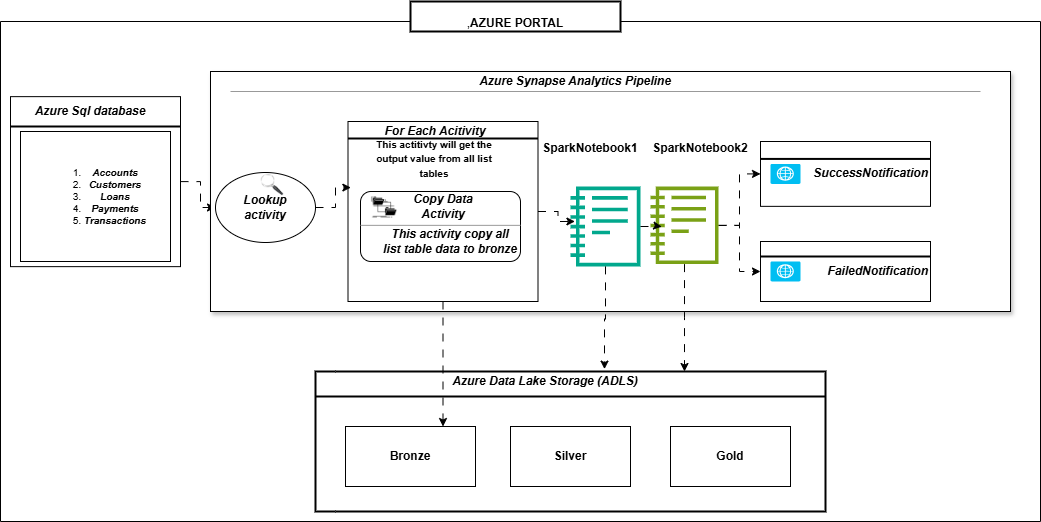 ,AZURE PORTAL
Azure Synapse Analytics Pipeline
Azure Sql database
1. Accounts
2. Customers
3. Loans
4. Payments
5. Transactions
Lookup
activity
For Each Acitivity
This actitivty will get the
output value from all list
tables
Copy Data
Activity
This activity copy all
list table data to bronze
SparkNotebook1
SparkNotebook2
SuccessNotification
FailedNotification
Azure Data Lake Storage (ADLS)
Bronze
Silver
Gold